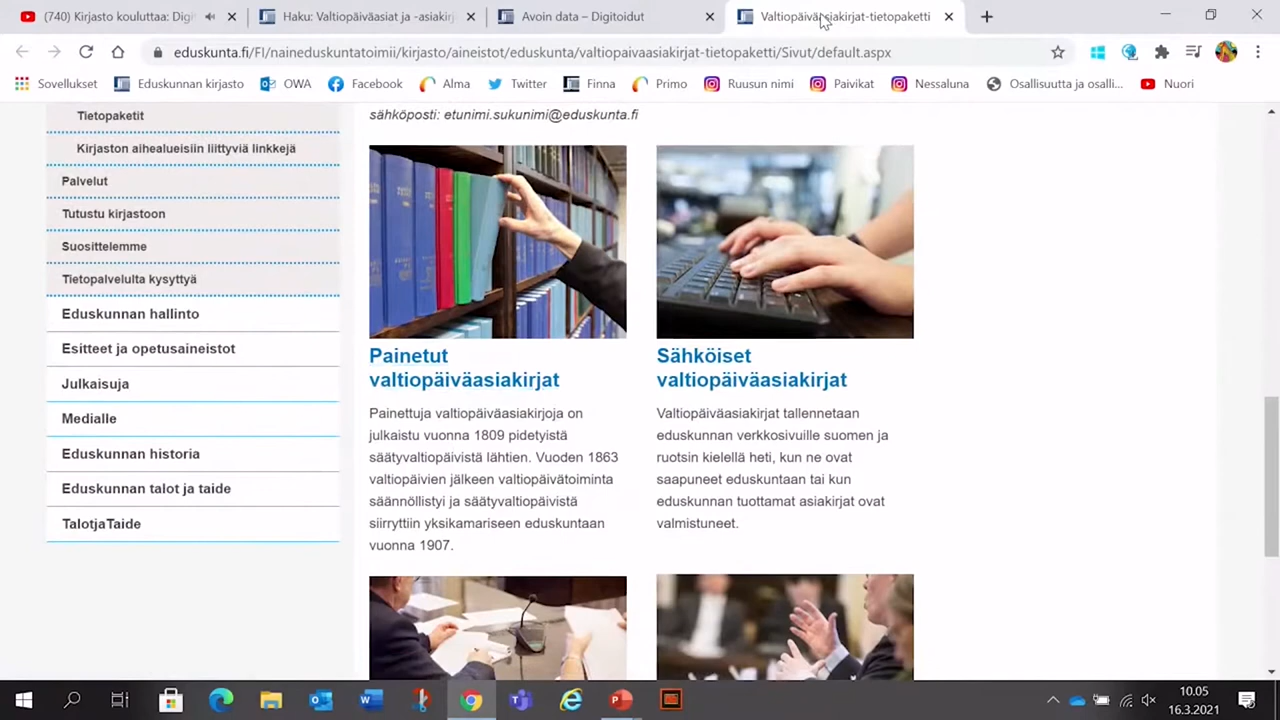 (740) Kirjasto kouluttaa: Digi
Haku: Valtiopäiväasiat ja -asiakirj
Avoin data – Digitoidut
Valtiopäiväasiakirjat-tietopaketti
eduskunta.fi/FI/naineduskuntatoimii/kirjasto/aineistot/eduskunta/valtiopaivaasiakirjat-tietopaketti/Sivut/default.aspx
Sovellukset
Eduskunnan kirjasto
OWA
Facebook
Alma
Twitter
Finna
Primo
Ruusun nimi
Paivikat
Nessaluna
Osallisuutta ja osalli...
Nuori
Tietopaketit
Kirjaston aihealueisiin liittyviä linkkejä
Palvelut
Tutustu kirjastoon
Suosittelemme
Tietopalvelulta kysyttyä
Eduskunnan hallinto
Esitteet ja opetusaineistot
Julkaisuja
Medialle
Eduskunnan historia
Eduskunnan talot ja taide
TalotjaTaide
sähköposti: etunimi.sukunimi@eduskunta.fi
Painetut
valtiopäiväasiakirjat
Painettuja valtiopäiväasiakirjoja on
julkaistu vuonna 1809 pidetyistä
säätyvaltiopäivistä lähtien. Vuoden 1863
valtiopäivien jälkeen valtiopäivätoiminta
säännöllistyi ja säätyvaltiopäivistä
siirryttiin yksikamariseen eduskuntaan
vuonna 1907.
Sähköiset
valtiopäiväasiakirjat
Valtiopäiväasiakirjat tallennetaan
eduskunnan verkkosivuille suomen ja
ruotsin kielellä heti, kun ne ovat
saapuneet eduskuntaan tai kun
eduskunnan tuottamat asiakirjat ovat
valmistuneet.
10.05
16.3.2021